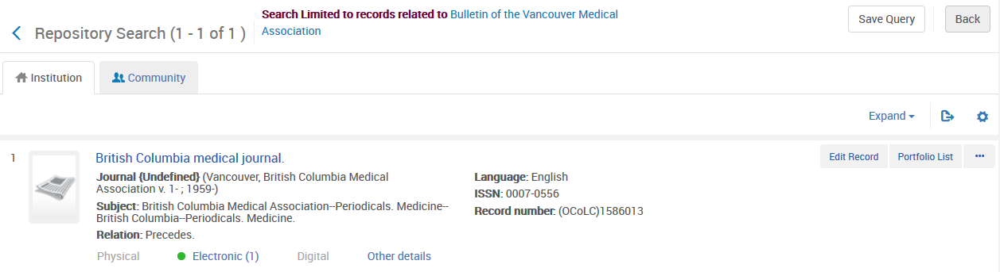 Search Limited to records related to Bulletin of the Vancouver Medical
Association
Repository Search (1 - 1 of 1 )
Save Query
Back
Institution
Community
Expand
1
British Columbia medical journal.
Edit Record
Portfolio List
Journal {Undefined} (Vancouver, British Columbia Medical
Association v. 1- ; 1959-)
Subject: British Columbia Medical Association--Periodicals. Medicine--
British Columbia--Periodicals. Medicine.
Relation: Precedes.
Language: English
ISSN: 0007-0556
Record number: (OCoLC)1586013
Physical
Electronic (1)
Digital
Other details